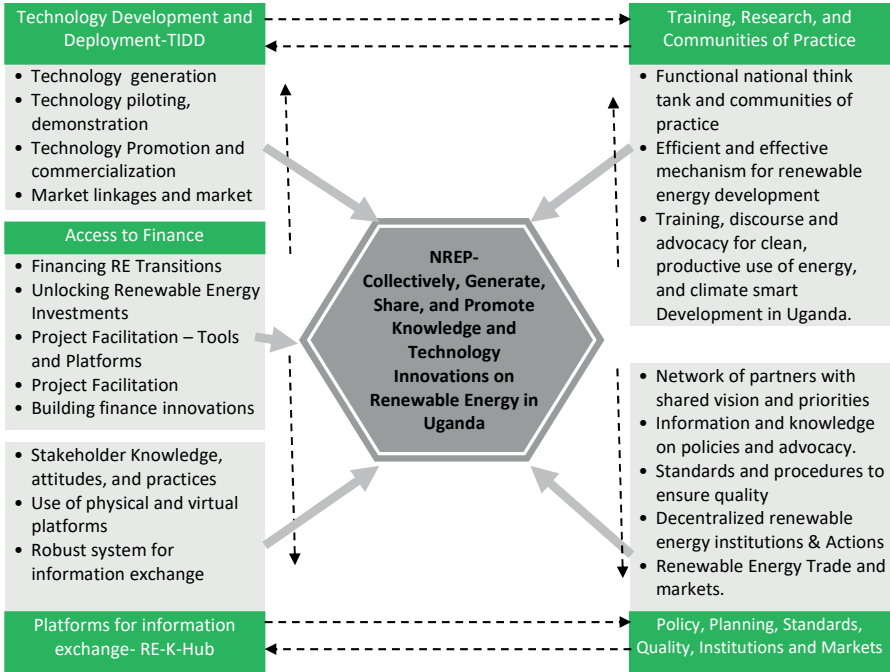 Technology Development and
Deployment-TIDD
• Technology  generation
• Technology piloting,
demonstration
• Technology Promotion and
commercialization
• Market linkages and market
Access to Finance
• Financing RE Transitions
• Unlocking Renewable Energy
Investments
• Project Facilitation – Tools
and Platforms
• Project Facilitation
• Building finance innovations
• Stakeholder Knowledge,
attitudes, and practices
• Use of physical and virtual
platforms
• Robust system for
information exchange
Platforms for information
exchange- RE-K-Hub
NREP-
Collectively, Generate,
Share, and Promote
Knowledge and
Technology
Innovations on
Renewable Energy in
Uganda
Training, Research, and
Communities of Practice
• Functional national think
tank and communities of
practice
• Efficient and effective
mechanism for renewable
energy development
• Training, discourse and
advocacy for clean,
productive use of energy,
and climate smart
Development in Uganda.
• Network of partners with
shared vision and priorities
• Information and knowledge
on policies and advocacy.
• Standards and procedures to
ensure quality
• Decentralized renewable
energy institutions & Actions
• Renewable Energy Trade and
markets.
Policy, Planning, Standards,
Quality, Institutions and Markets